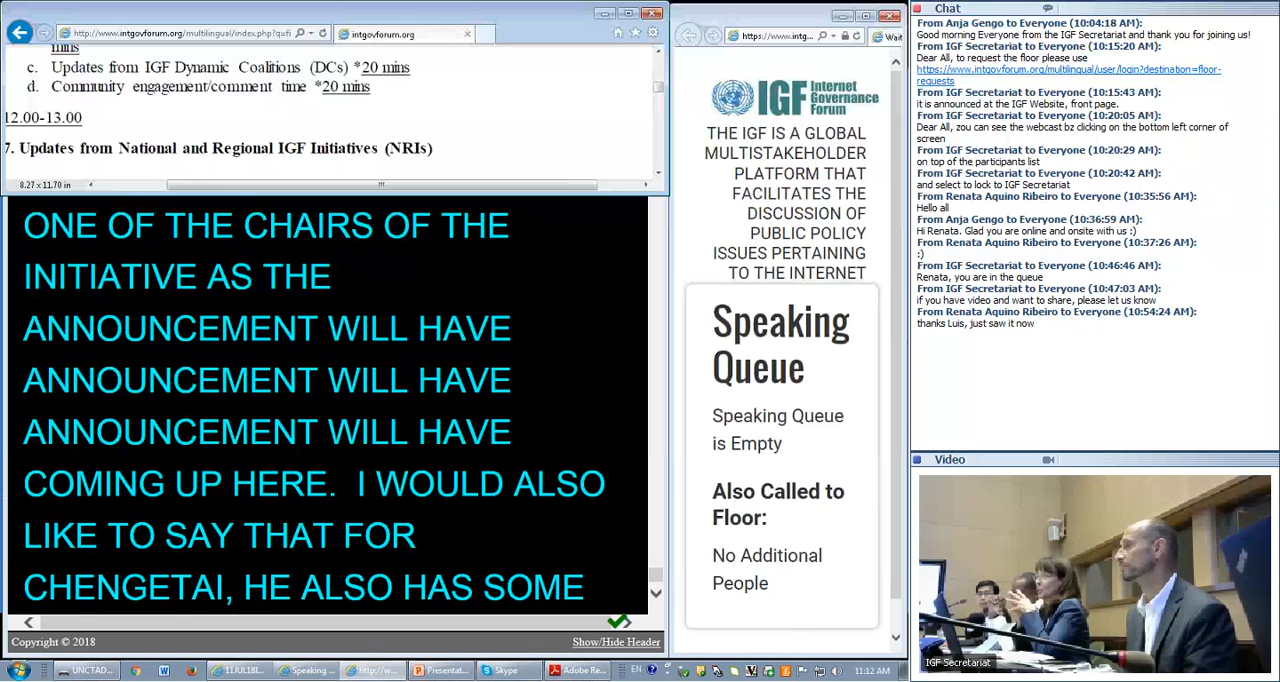 http://www.intgovforum.org/multilingual/index.php?q=fi
intgovforum.org
mins
c. Updates from IGF Dynamic Coalitions (DCs) *20 mins
d. Community engagement/comment time *20 mins
12.00-13.00
7. Updates from National and Regional IGF Initiatives (NRIs)
8.27 x 11.70 in
ONE OF THE CHAIRS OF THE
INITIATIVE AS THE
ANNOUNCEMENT WILL HAVE
ANNOUNCEMENT WILL HAVE
ANNOUNCEMENT WILL HAVE
COMING UP HERE. I WOULD ALSO
LIKE TO SAY THAT FOR
CHENGETAI, HE ALSO HAS SOME
Copyright © 2018
Show/Hide Header
https://www.intg...
Wait
IGF Internet
Governance
Forum
THE IGF IS A GLOBAL
MULTISTAKEHOLDER
PLATFORM THAT
FACILITATES THE
DISCUSSION OF
PUBLIC POLICY
ISSUES PERTAINING
TO THE INTERNET
Speaking
Queue
Speaking Queue
is Empty
Also Called to
Floor:
No Additional
People
Chat
From Anja Gengo to Everyone (10:04:18 AM):
Good morning Everyone from the IGF Secretariat and thank you for joining us!
From IGF Secretariat to Everyone (10:15:20 AM):
Dear All, to request the floor please use
https://www.intgovforum.org/multilingual/user/login?destination=floor-
requests
From IGF Secretariat to Everyone (10:15:43 AM):
it is announced at the IGF Website, front page.
From IGF Secretariat to Everyone (10:20:05 AM):
Dear All, zou can see the webcast bz clicking on the bottom left corner of
screen
From IGF Secretariat to Everyone (10:20:29 AM):
on top of the participants list
From IGF Secretariat to Everyone (10:20:42 AM):
and select to lock to IGF Secretariat
From Renata Aquino Ribeiro to Everyone (10:35:56 AM):
Hello all
From Anja Gengo to Everyone (10:36:59 AM):
Hi Renata. Glad you are online and onsite with us :)
From Renata Aquino Ribeiro to Everyone (10:37:26 AM):
:)
From IGF Secretariat to Everyone (10:46:46 AM):
Renata, you are in the queue
From IGF Secretariat to Everyone (10:47:03 AM):
if you have video and want to share, please let us know
From Renata Aquino Ribeiro to Everyone (10:54:24 AM):
thanks Luis, just saw it now
Video
IGF Secretariat
UNCTAD...
11JUL18I...
Speaking ...
http://w...
Presentat...
Skype
Adobe Re...
EN
11:12 AM